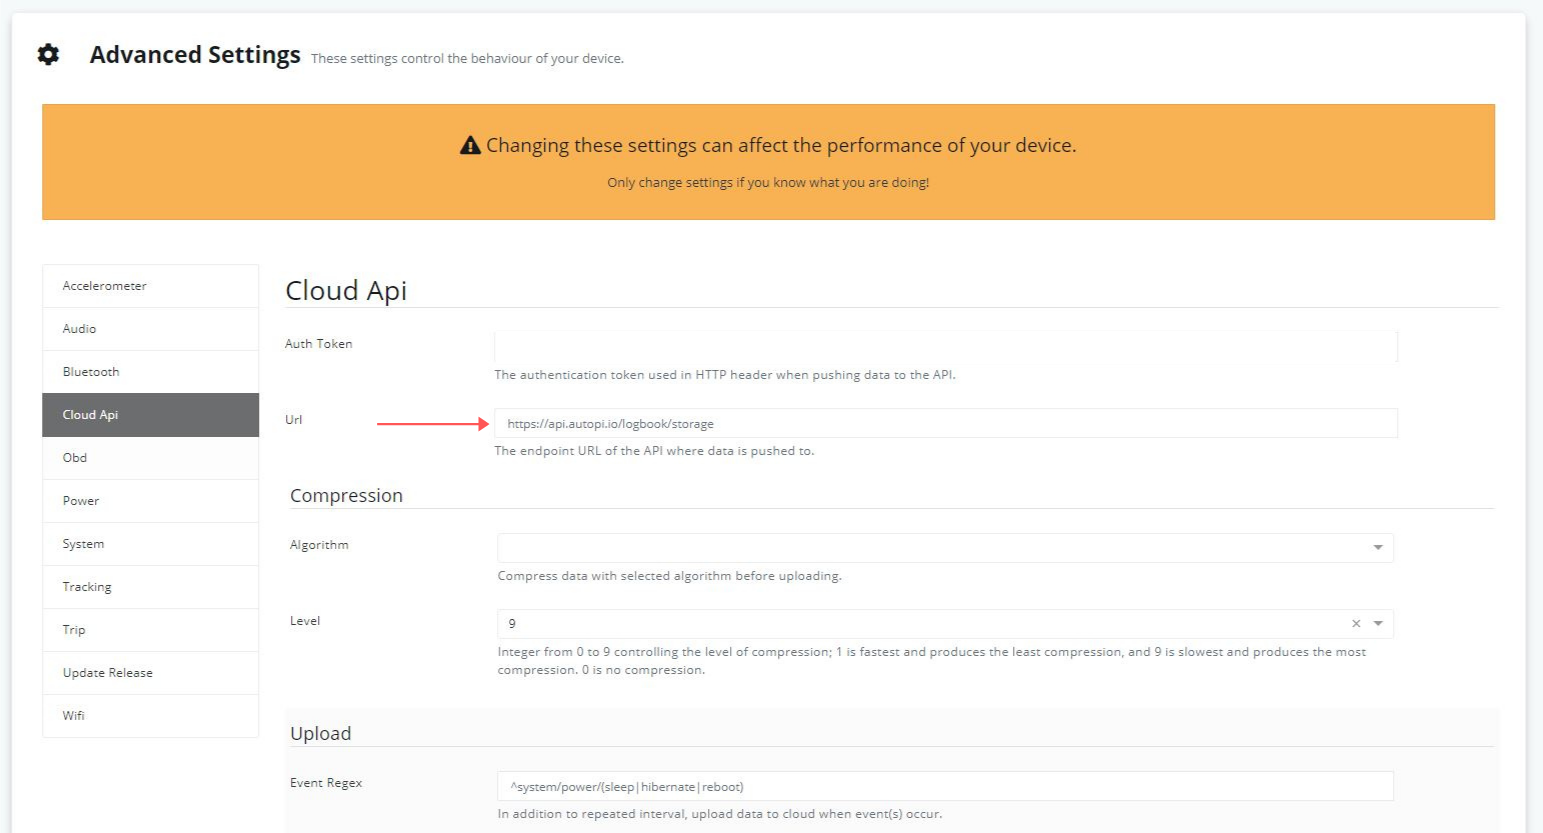 Advanced Settings These settings control the behaviour of your device.
Changing these settings can affect the performance of your device.
Only change settings if you know what you are doing!
Accelerometer
Audio
Bluetooth
Cloud Api
Obd
Power
System
Tracking
Trip
Update Release
Wifi
Cloud Api
Auth Token
The authentication token used in HTTP header when pushing data to the API.
Url
https://api.autopi.io/logbook/storage
The endpoint URL of the API where data is pushed to.
Compression
Algorithm
Compress data with selected algorithm before uploading.
Level
9
Integer from 0 to 9 controlling the level of compression; 1 is fastest and produces the least compression, and 9 is slowest and produces the most
compression. 0 is no compression.
Upload
Event Regex
^system/power/(sleep|hibernate|reboot)
In addition to repeated interval, upload data to cloud when event(s) occur.